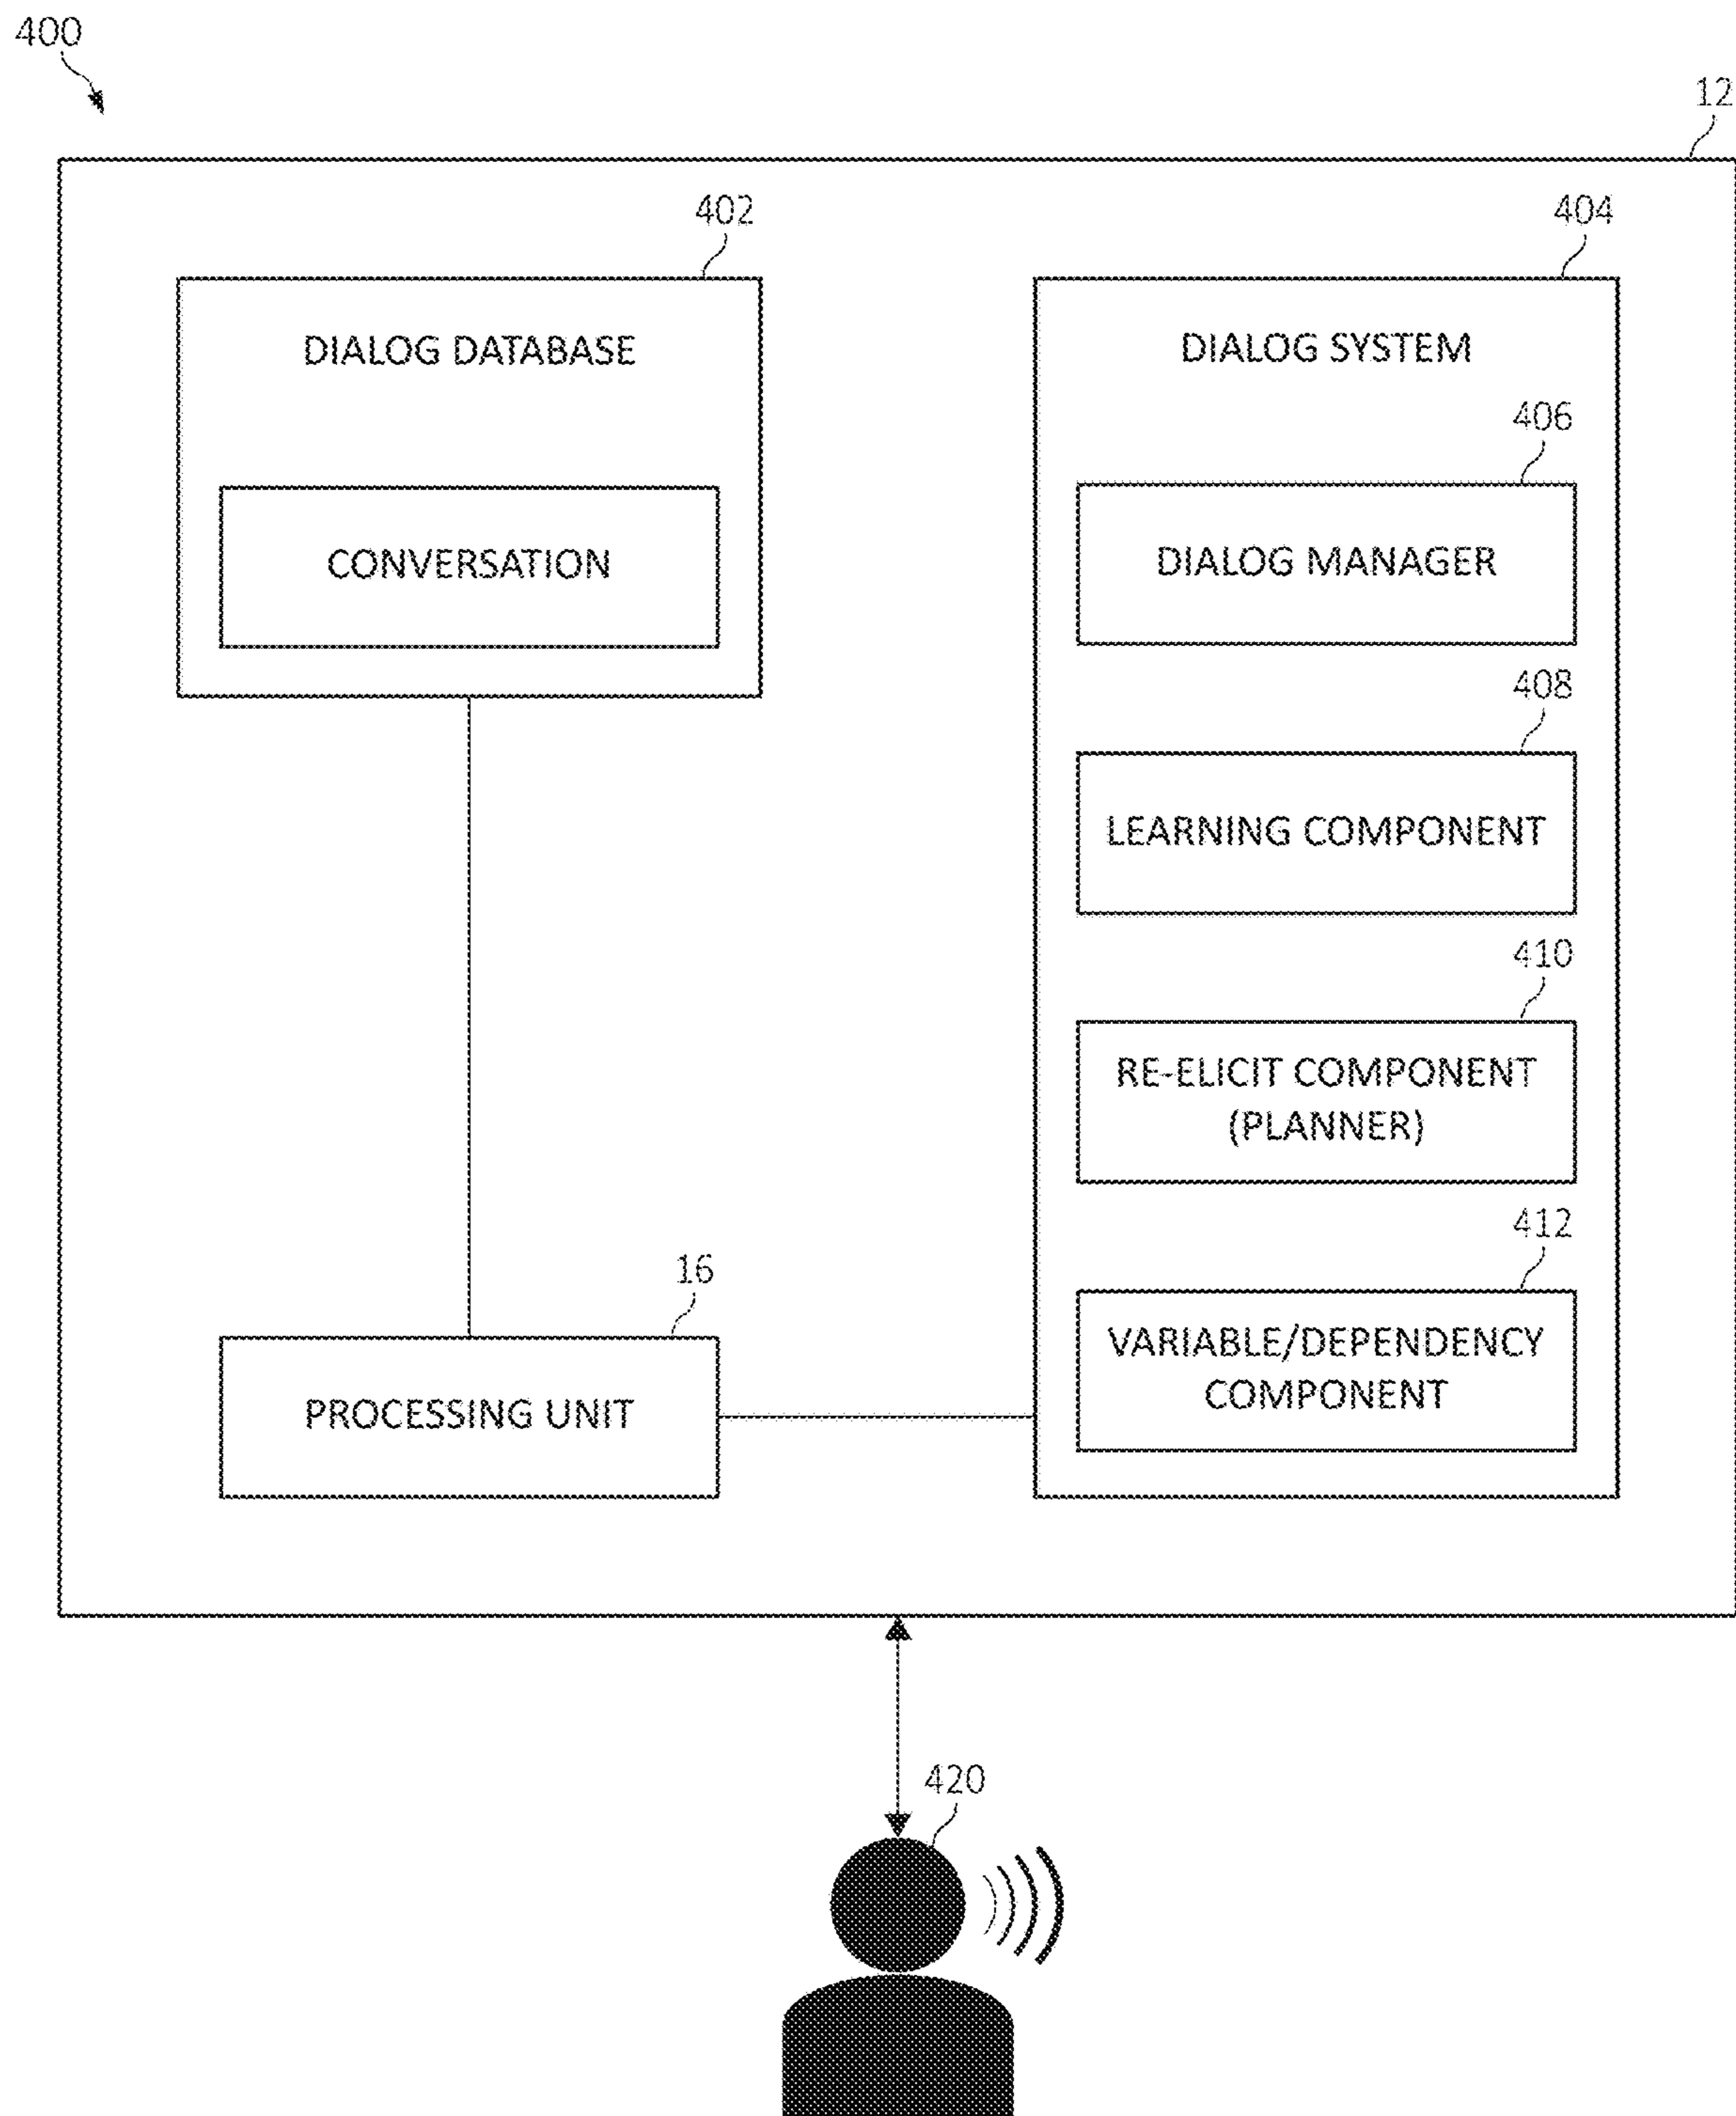 400
12
402
404
DIALOG DATABASE
DIALOG SYSTEM
406
CONVERSATION
DIALOG MANAGER
408
LEARNING COMPONENT
410
RE-ELICIT COMPONENT
(PLANNER)
412
16
VARIABLE/DEPENDENCY
COMPONENT
PROCESSING UNIT
420